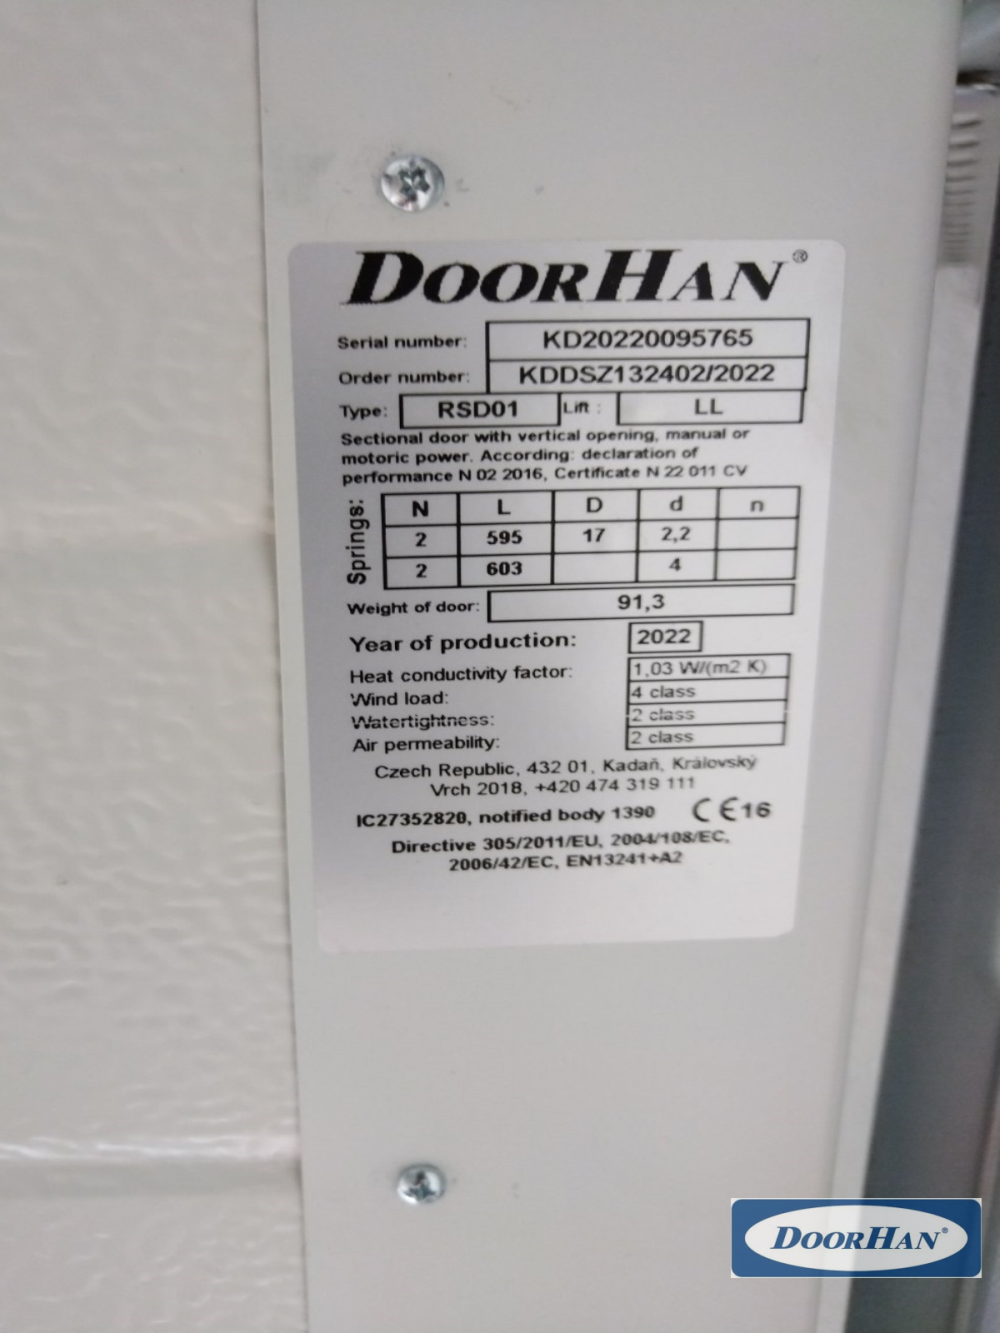 DOORHAN®
Serial number: KD20220095765
Order number: KDDSZ132402/2022
Type: RSD01 Lift : LL
Sectional door with vertical opening, manual or
motoric power. According: declaration of
performance N 02 2016, Certificate N 22 011 CV
Springs:
N L D d n
2 595 17 2,2
2 603 4
Weight of door: 91,3
Year of production: 2022
Heat conductivity factor: 1,03 W/(m2 K)
Wind load: 4 class
Watertightness: 2 class
Air permeability: 2 class
Czech Republic, 432 01, Kadaň, Královský
Vrch 2018, +420 474 319 111
IC27352820, notified body 1390 CE16
Directive 305/2011/EU, 2004/108/EC,
2006/42/EC, EN13241+A2
DOORHAN®